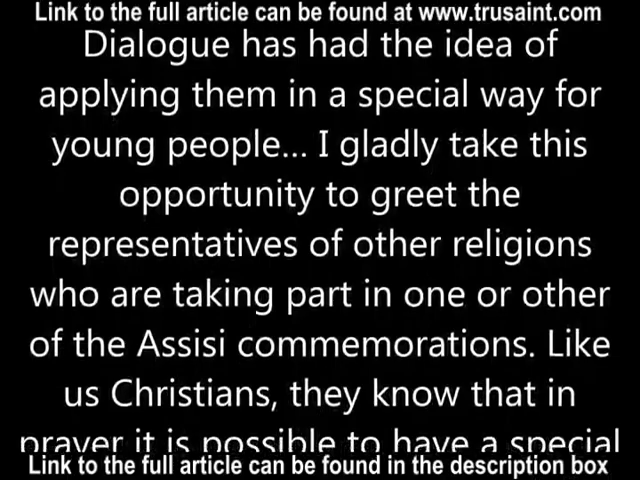 Link to the full article can be found at www.trusaint.com
Dialogue has had the idea of
applying them in a special way for
young people... I gladly take this
opportunity to greet the
representatives of other religions
who are taking part in one or other
of the Assisi commemorations. Like
us Christians, they know that in
prayer it is possible to have a special
Link to the full article can be found in the description box